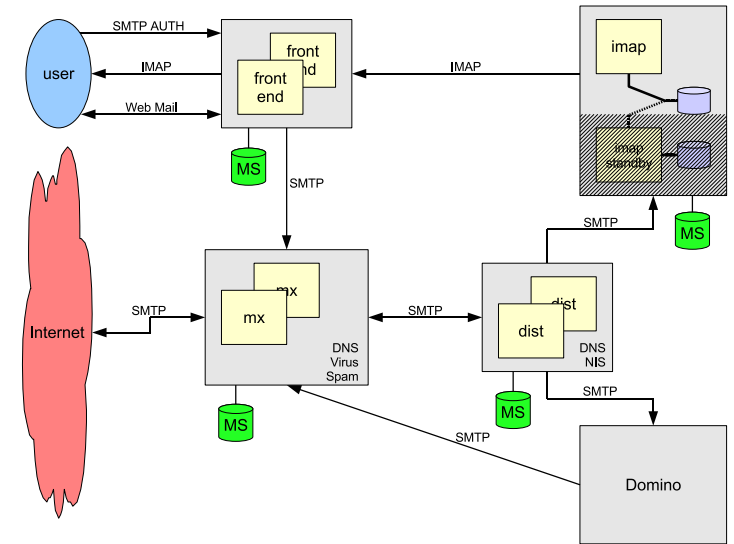 SMTP AUTH
user
IMAP
Web Mail
front
end
front
end
IMAP
imap
imap
standby
MS
MS
SMTP
SMTP
Internet
SMTP
mx
mx
DNS
Virus
Spam
SMTP
dist
dist
DNS
NIS
MS
MS
SMTP
SMTP
Domino